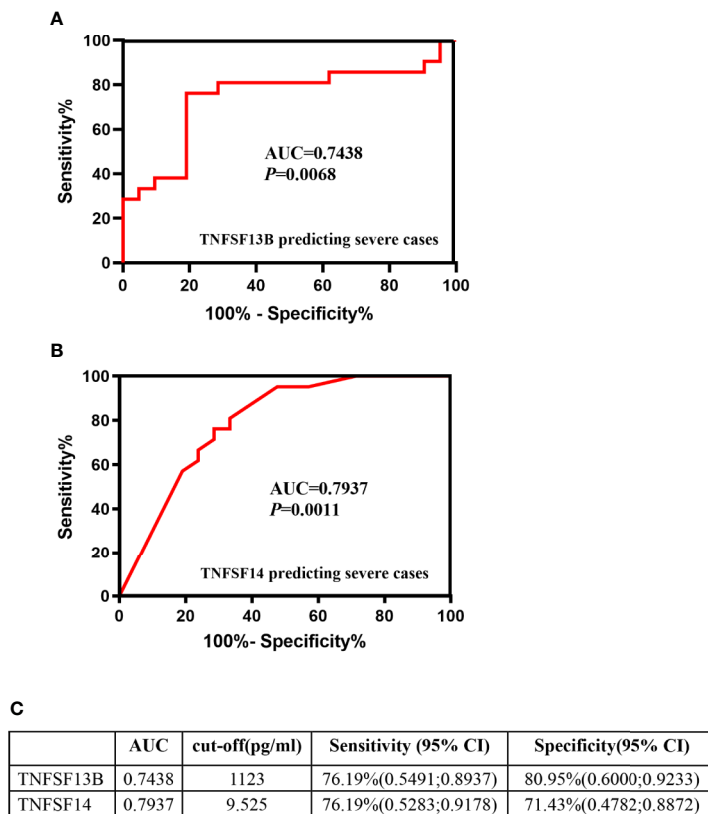 A
100
80
60
40
20
0
Sensitivity%
AUC=0.7438
P=0.0068
TNFSF13B predicting severe cases
0 20 40 60 80 100
100% - Specificity%
B
100
80
60
40
20
0
Sensitivity%
AUC=0.7937
P=0.0011
TNFSF14 predicting severe cases
0 20 40 60 80 100
100%- Specificity%
C
AUC cut-off(pg/ml) Sensitivity (95% CI) Specificity(95% CI)
TNFSF13B 0.7438 1123 76.19%(0.5491;0.8937) 80.95%(0.6000;0.9233)
TNFSF14 0.7937 9.525 76.19%(0.5283;0.9178) 71.43%(0.4782;0.8872)